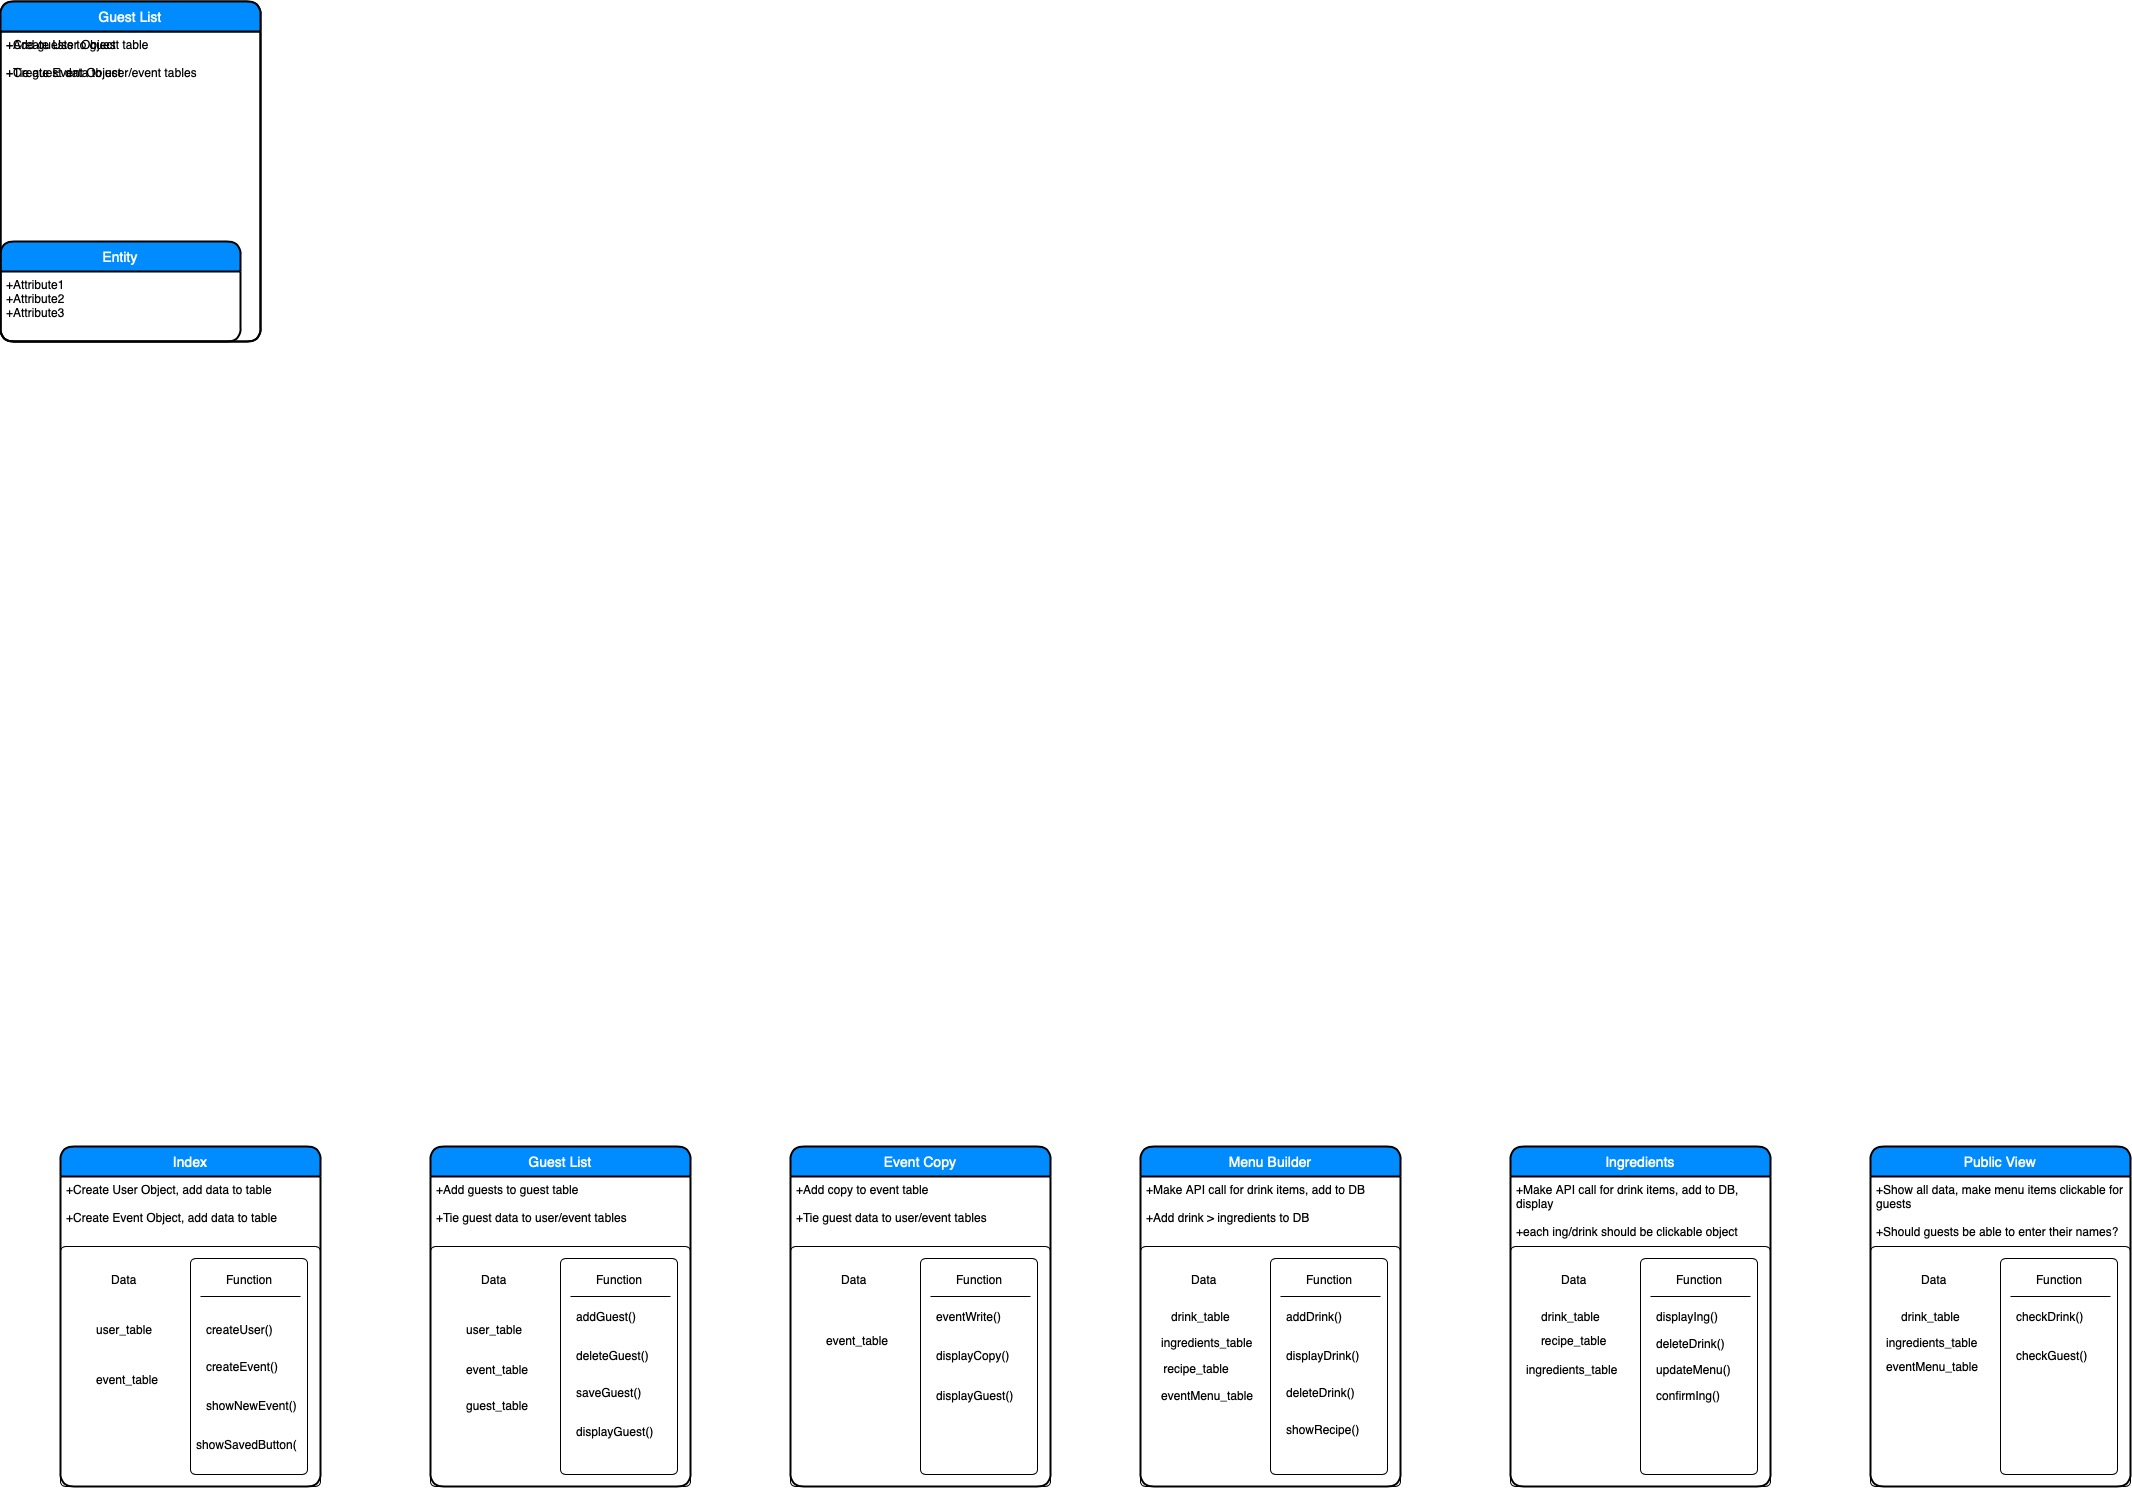 Guest List
+Add guests to guest table
+Create User Object
+Tie guest data to user/event tables
+Create Event Object
Entity
+Attribute1
+Attribute2
+Attribute3
Index
+Create User Object, add data to table
+Create Event Object, add data to table
Data
user_table
event_table
Function
createUser()
createEvent()
showNewEvent()
showSavedButton(
Guest List
+Add guests to guest table
+Tie guest data to user/event tables
Data
user_table
event_table
guest_table
Function
addGuest()
deleteGuest()
saveGuest()
displayGuest()
Event Copy
+Add copy to event table
+Tie guest data to user/event tables
Data
event_table
Function
eventWrite()
displayCopy()
displayGuest()
Menu Builder
+Make API call for drink items, add to DB
+Add drink > ingredients to DB
Data
drink_table
ingredients_table
recipe_table
eventMenu_table
Function
addDrink()
displayDrink()
deleteDrink()
showRecipe()
Ingredients
+Make API call for drink items, add to DB,
display
+each ing/drink should be clickable object
Data
drink_table
recipe_table
ingredients_table
Function
displayIng()
deleteDrink()
updateMenu()
confirmIng()
Public View
+Show all data, make menu items clickable for
guests
+Should guests be able to enter their names?
Data
drink_table
ingredients_table
eventMenu_table
Function
checkDrink()
checkGuest()